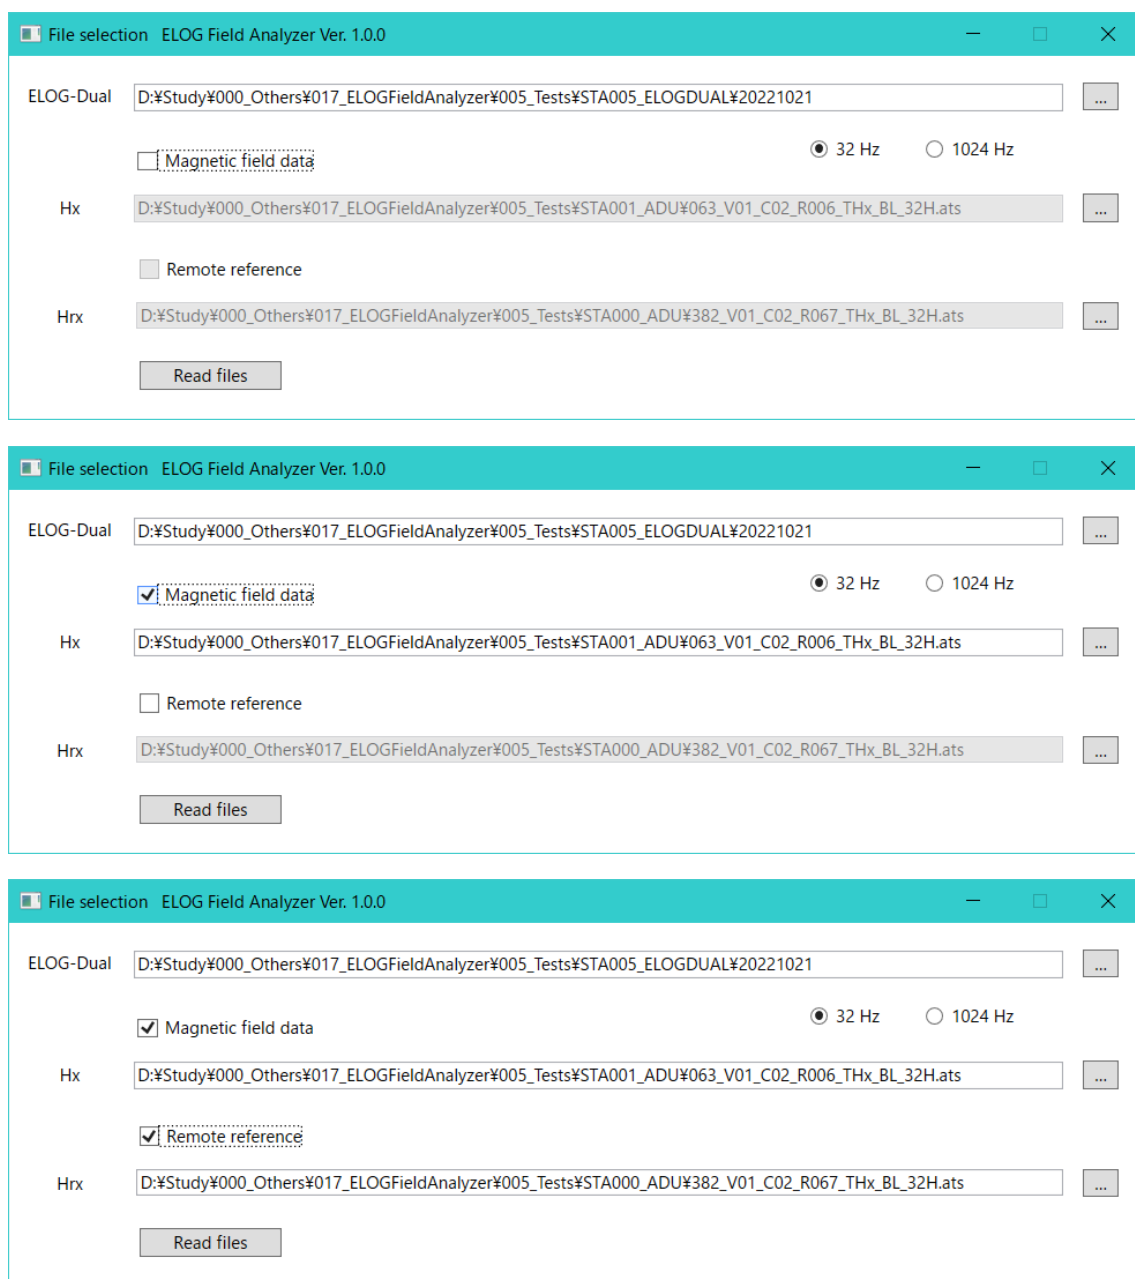 File selection   ELOG Field Analyzer Ver. 1.0.0
ELOG-Dual D:¥Study¥000_Others¥017_ELOGFieldAnalyzer¥005_Tests¥STA005_ELOGDUAL¥20221021 ...
Magnetic field data 32 Hz 1024 Hz
Hx D:¥Study¥000_Others¥017_ELOGFieldAnalyzer¥005_Tests¥STA001_ADU¥063_V01_C02_R006_THx_BL_32H.ats ...
Remote reference
Hrx D:¥Study¥000_Others¥017_ELOGFieldAnalyzer¥005_Tests¥STA000_ADU¥382_V01_C02_R067_THx_BL_32H.ats ...
Read files
File selection   ELOG Field Analyzer Ver. 1.0.0
ELOG-Dual D:¥Study¥000_Others¥017_ELOGFieldAnalyzer¥005_Tests¥STA005_ELOGDUAL¥20221021 ...
Magnetic field data 32 Hz 1024 Hz
Hx D:¥Study¥000_Others¥017_ELOGFieldAnalyzer¥005_Tests¥STA001_ADU¥063_V01_C02_R006_THx_BL_32H.ats ...
Remote reference
Hrx D:¥Study¥000_Others¥017_ELOGFieldAnalyzer¥005_Tests¥STA000_ADU¥382_V01_C02_R067_THx_BL_32H.ats ...
Read files
File selection   ELOG Field Analyzer Ver. 1.0.0
ELOG-Dual D:¥Study¥000_Others¥017_ELOGFieldAnalyzer¥005_Tests¥STA005_ELOGDUAL¥20221021 ...
Magnetic field data 32 Hz 1024 Hz
Hx D:¥Study¥000_Others¥017_ELOGFieldAnalyzer¥005_Tests¥STA001_ADU¥063_V01_C02_R006_THx_BL_32H.ats ...
Remote reference
Hrx D:¥Study¥000_Others¥017_ELOGFieldAnalyzer¥005_Tests¥STA000_ADU¥382_V01_C02_R067_THx_BL_32H.ats ...
Read files